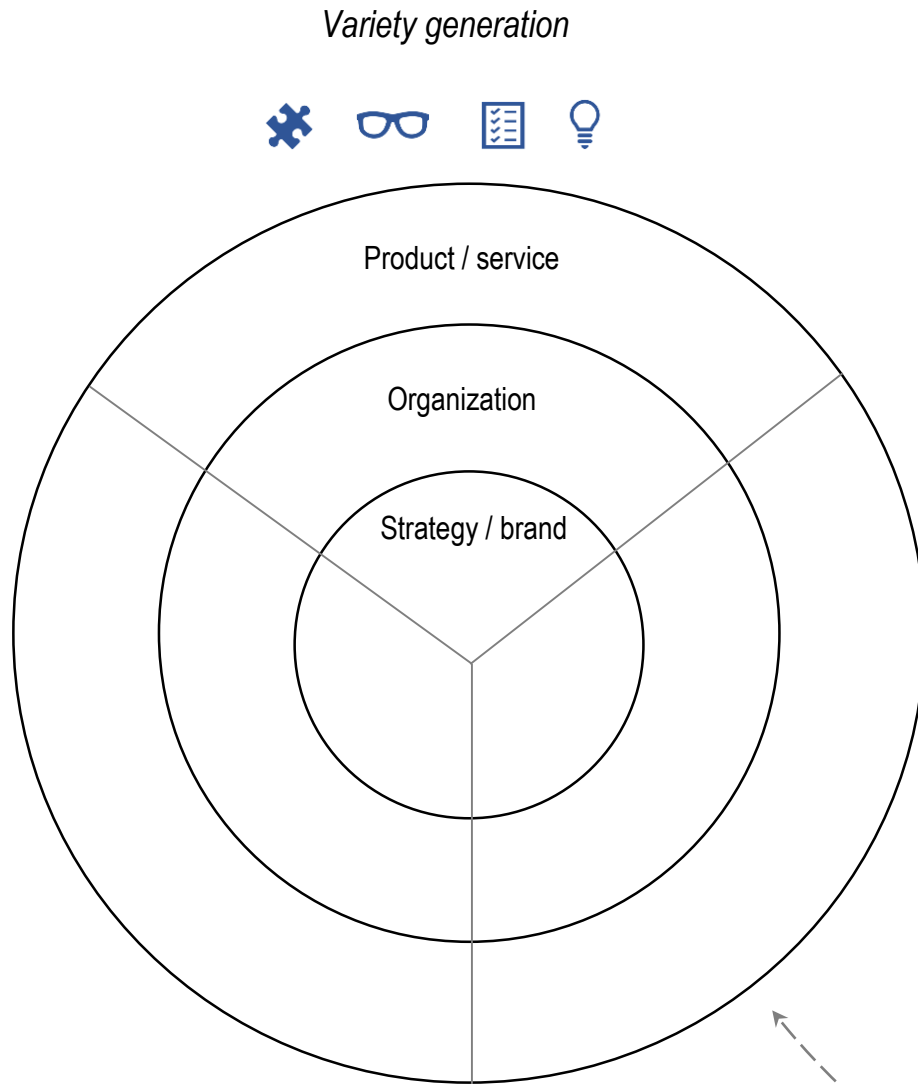 Variety generation
Product / service
Organization
Strategy / brand